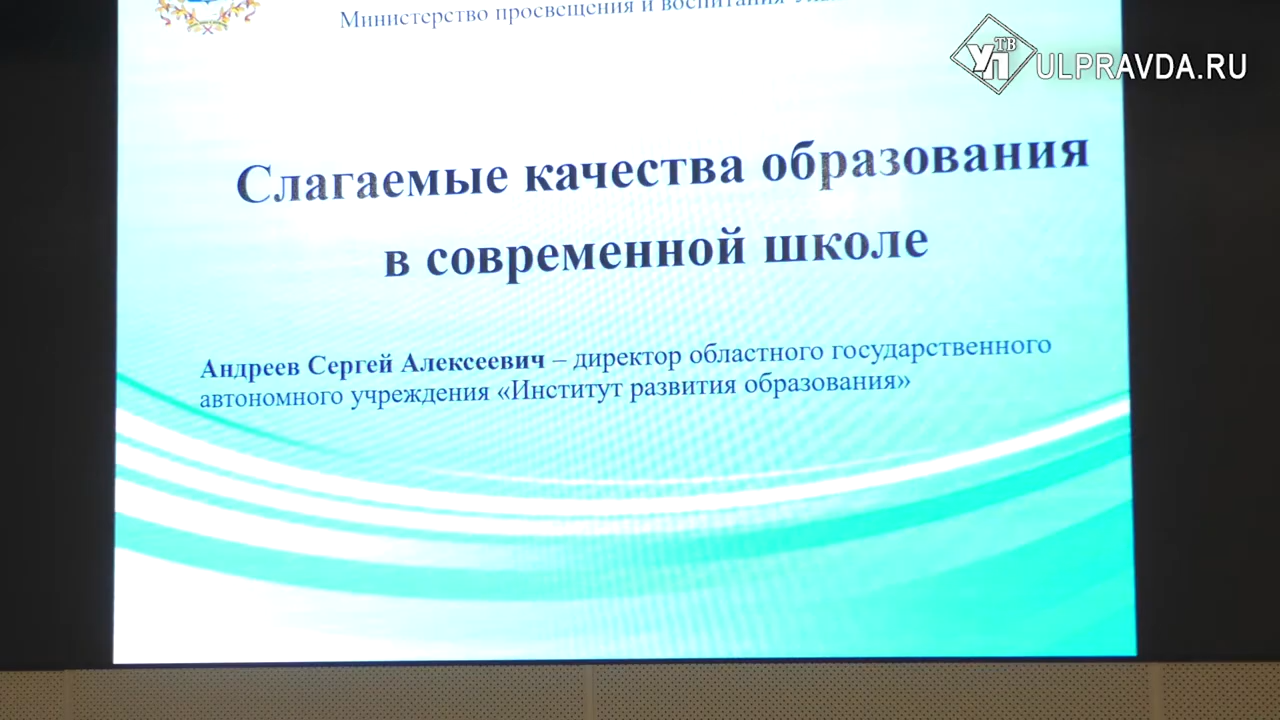 Министерство просвещения и воспитания
УП ТВ
ULPRAVDA.RU
Слагаемые качества образования
в современной школе
Андреев Сергей Алексеевич – директор областного государственного
автономного учреждения «Институт развития образования»